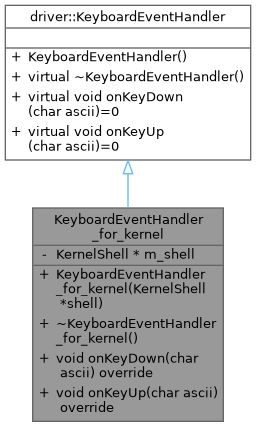 driver::KeyboardEventHandler
+ KeyboardEventHandler()
+ virtual ~KeyboardEventHandler()
+ virtual void onKeyDown
(char ascii)=0
+ virtual void onKeyUp
(char ascii)=0
KeyboardEventHandler
_for_kernel
- KernelShell * m_shell
+ KeyboardEventHandler
_for_kernel(KernelShell
*shell)
+ ~KeyboardEventHandler
_for_kernel()
+ void onKeyDown(char
ascii) override
+ void onKeyUp(char ascii)
override